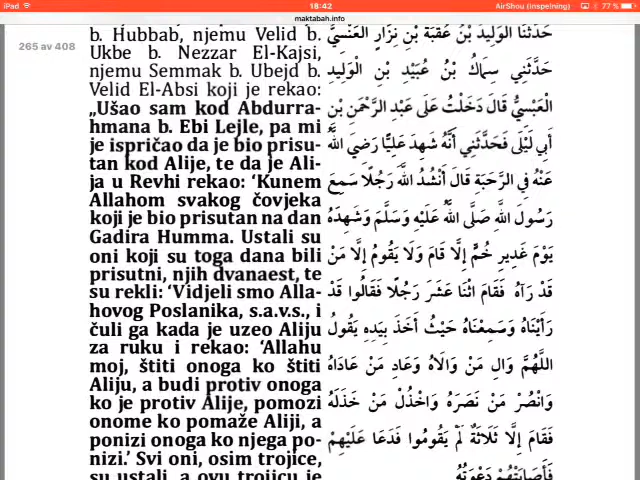 iPad
18:42
AirShou (inspelning)
77 %
maktabah.info
265 av 408
b. Hubbab, njemu Velid b.
Ukbe b. Nezzar El-Kajsi,
njemu Semmak b. Ubejd b.
Velid El-Absi koji je rekao:
„Ušao sam kod Abdurra-
hmana b. Ebi Lejle, pa mi
je ispričao da je bio prisu-
tan kod Alije, te da je Ali-
ja u Revhi rekao: ‘Kunem
Allahom svakog čovjeka
koji je bio prisutan na dan
Gadira Humma. Ustali su
oni koji su toga dana bili
prisutni, njih dvanaest, te
su rekli: ‘Vidjeli smo Alla-
hovog Poslanika, s.a.v.s., i
čuli ga kada je uzeo Aliju
za ruku i rekao: ‘Allahu
moj, štiti onoga ko štiti
Aliju, a budi protiv onoga
ko je protiv Alije, pomozi
onome ko pomaže Aliji, a
ponizi onoga ko njega po-
nizi.’ Svi oni, osim trojice,
su ustali, a ovu trojicu je
حَدَّثَنَا الْوَلِيدُ بْنُ عُقْبَةَ بْنِ نِزَارٍ الْعَنْسِيُّ
حَدَّثَنِي سِمَاكُ بْنُ عُبَيْدِ بْنِ الْوَلِيدِ
الْعَبْسِيُّ قَالَ دَخَلْتُ عَلَى عَبْدِ الرَّحْمَنِ بْنِ
أَبِي لَيْلَى فَحَدَّثَنِي أَنَّهُ شَهِدَ عَلِيًّا رَضِيَ اللَّهُ
عَنْهُ فِي الرَّحَبَةِ قَالَ أَنْشُدُ اللَّهَ رَجُلًا سَمِعَ
رَسُولَ اللَّهِ صَلَّى اللَّهُ عَلَيْهِ وَسَلَّمَ وَشَهِدَهُ
يَوْمَ غَدِيرِ خُمٍّ إِلَّا قَامَ وَلَا يَقُومُ إِلَّا مَنْ
قَدْ رَآهُ فَقَامَ اثْنَا عَشَرَ رَجُلًا فَقَالُوا قَدْ
رَأَيْنَاهُ وَسَمِعْنَاهُ حَيْثُ أَخَذَ بِيَدِهِ يَقُولُ
اللَّهُمَّ وَالِ مَنْ وَالَاهُ وَعَادِ مَنْ عَادَاهُ
وَانْصُرْ مَنْ نَصَرَهُ وَاخْذُلْ مَنْ خَذَلَهُ
فَقَامَ إِلَّا ثَلَاثَةٌ لَمْ يَقُومُوا فَدَعَا عَلَيْهِمْ
فَأَصَابَتْهُمْ دَعْوَتُهُ